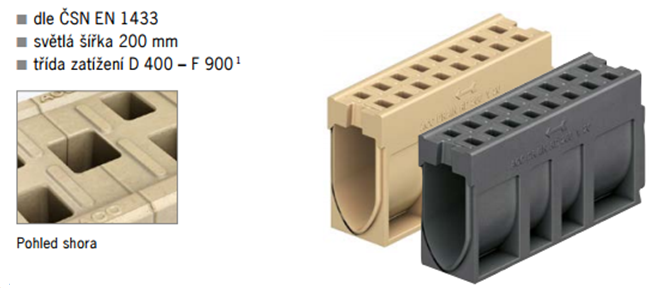 dle ČSN EN 1433
světlá šířka 200 mm
třída zatížení D 400 – F 900¹
Pohled shora